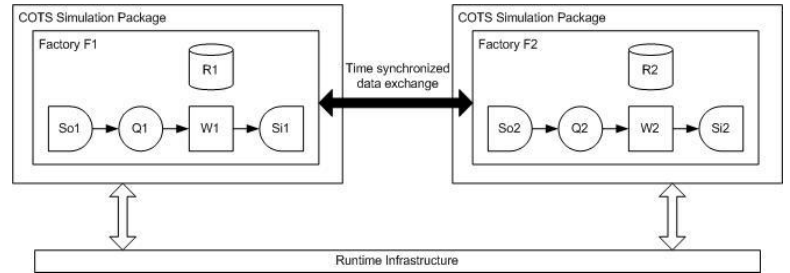 COTS Simulation Package
Factory F1
R1
So1
Q1
W1
Si1
Time synchronized
data exchange
COTS Simulation Package
Factory F2
R2
So2
Q2
W2
Si2
Runtime Infrastructure